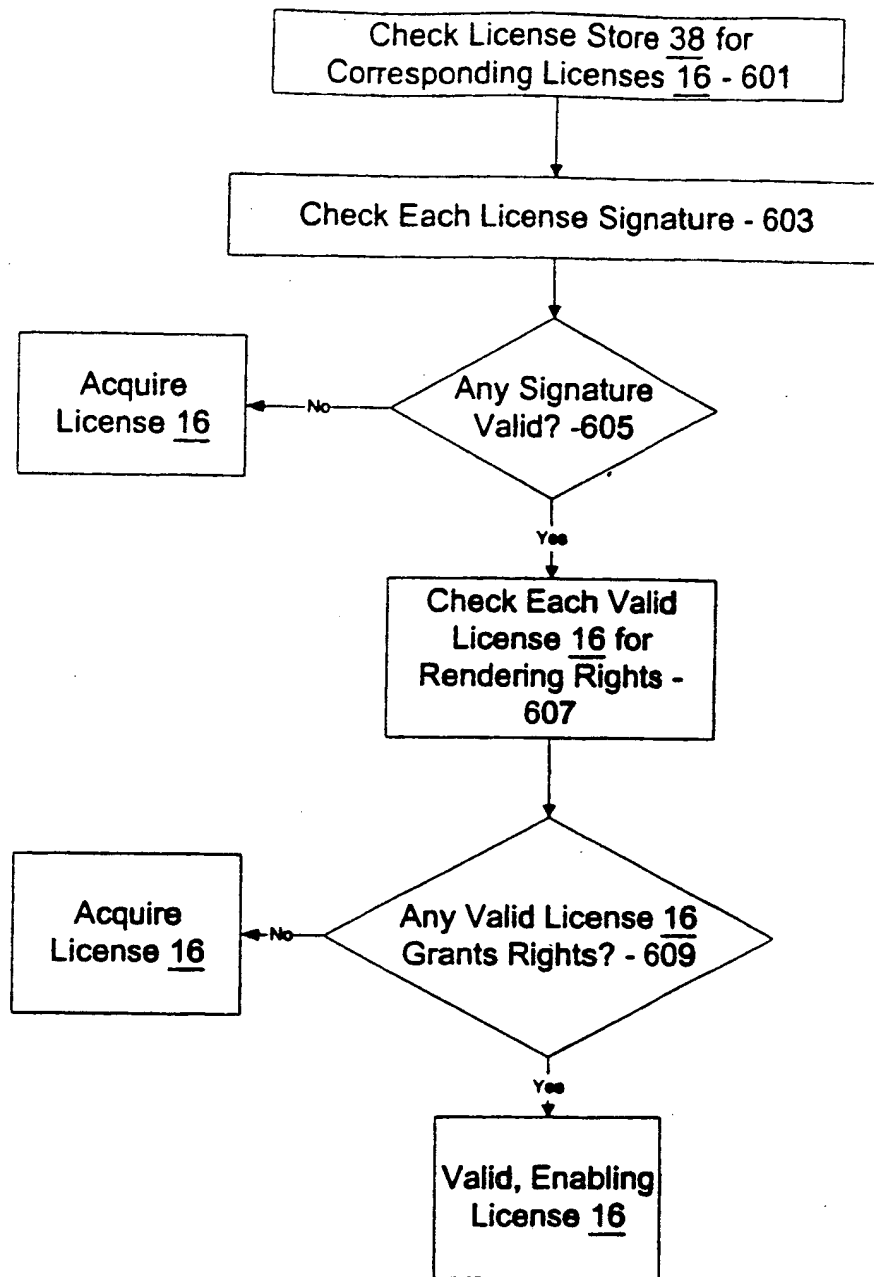 Check License Store 38 for
Corresponding Licenses 16 - 601
Check Each License Signature - 603
Acquire
License 16
No
Any Signature
Valid? -605
Yes
Check Each Valid
License 16 for
Rendering Rights -
607
Acquire
License 16
No
Any Valid License 16
Grants Rights? - 609
Yes
Valid, Enabling
License 16